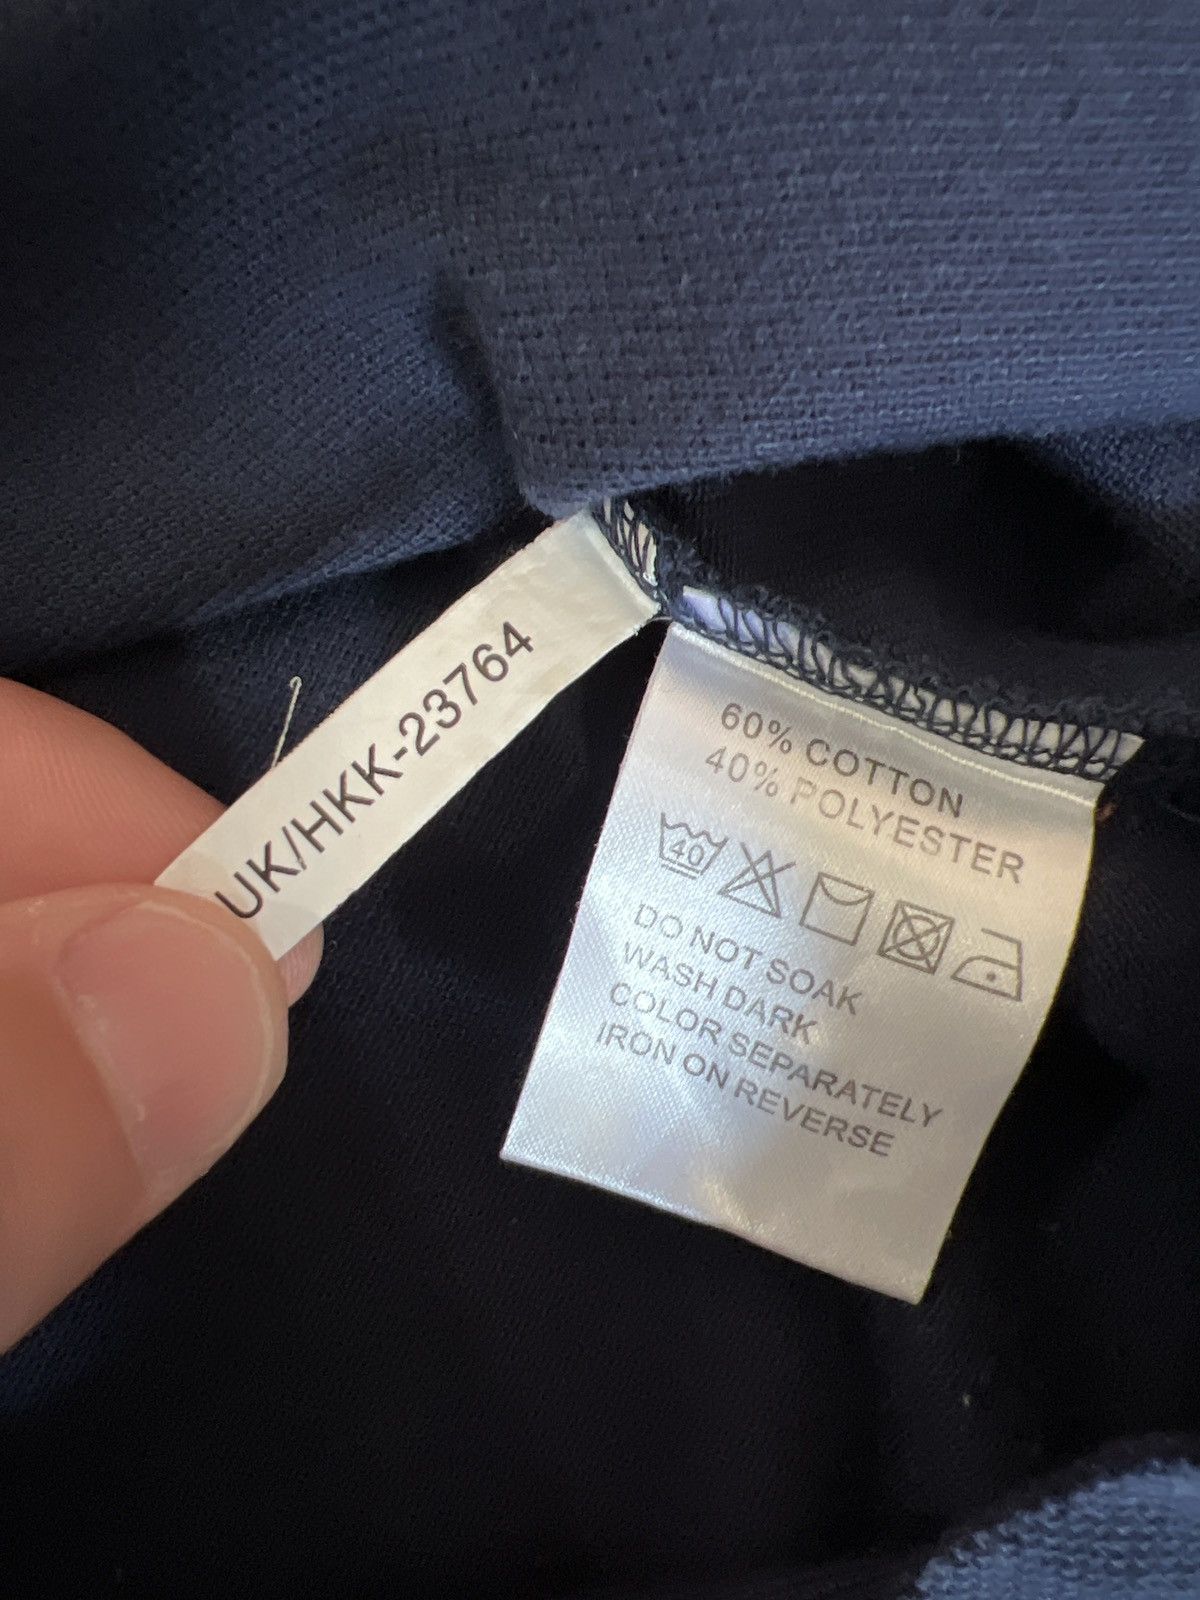 UK/HKK-23764
60% COTTON
40% POLYESTER
40
DO NOT SOAK
WASH DARK
COLOR SEPARATELY
IRON ON REVERSE